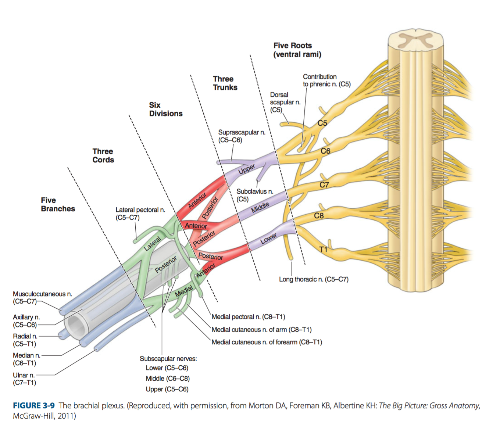 Five Roots
(ventral rami)
Three
Trunks
Contribution
to phrenic n. (C5)
Dorsal
scapular n.
(C5)
Six
Divisions
Suprascapular n.
(C5–C6)
C5
C6
Three
Cords
Upper
Subclavius n.
(C5)
C7
Five
Branches
Lateral pectoral n.
(C5–C7)
Anterior
Posterior
Middle
C8
Anterior
Posterior
Lower
T1
Lateral
Posterior
Posterior
Anterior
Long thoracic n. (C5–C7)
Medial
Musculocutaneous n.
(C5–C7)
Axillary n.
(C5–C6)
Radial n.
(C5–T1)
Median n.
(C6–T1)
Ulnar n.
(C7–T1)
Medial pectoral n. (C8–T1)
Medial cutaneous n. of arm (C8–T1)
Medial cutaneous n. of forearm (C8–T1)
Subscapular nerves:
Lower (C5–C6)
Middle (C6–C8)
Upper (C5–C6)
FIGURE 3-9 The brachial plexus. (Reproduced, with permission, from Morton DA, Foreman KB, Albertine KH: The Big Picture: Gross Anatomy,
McGraw-Hill, 2011)